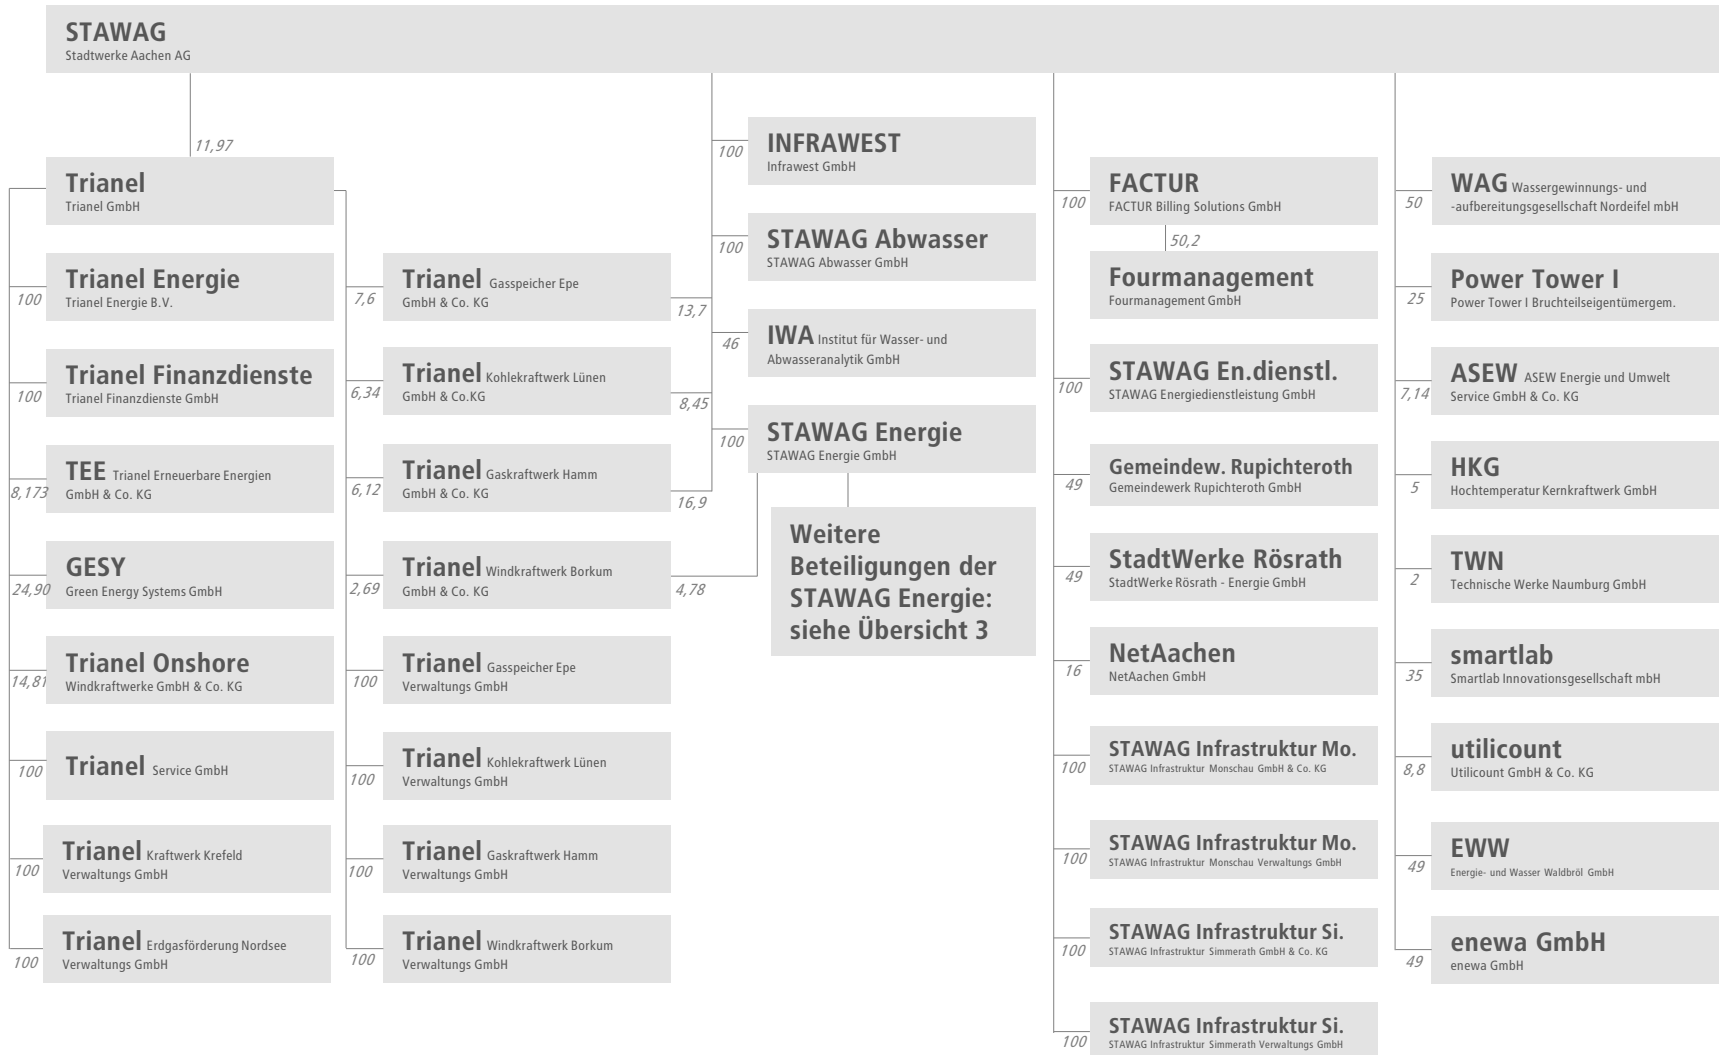 STAWAG
Stadtwerke Aachen AG
11,97
Trianel
Trianel GmbH
100
Trianel Energie
Trianel Energie B.V.
100
Trianel Finanzdienste
Trianel Finanzdienste GmbH
8,173
TEE Trianel Erneuerbare Energien
GmbH & Co. KG
24,90
GESY
Green Energy Systems GmbH
14,81
Trianel Onshore
Windkraftwerke GmbH & Co. KG
100
Trianel Service GmbH
100
Trianel Kraftwerk Krefeld
Verwaltungs GmbH
100
Trianel Erdgasförderung Nordsee
Verwaltungs GmbH
7,6
Trianel Gasspeicher Epe
GmbH & Co. KG
13,7
6,34
Trianel Kohlekraftwerk Lünen
GmbH & Co.KG
8,45
6,12
Trianel Gaskraftwerk Hamm
GmbH & Co. KG
16,9
2,69
Trianel Windkraftwerk Borkum
GmbH & Co. KG
4,78
100
Trianel Gasspeicher Epe
Verwaltungs GmbH
100
Trianel Kohlekraftwerk Lünen
Verwaltungs GmbH
100
Trianel Gaskraftwerk Hamm
Verwaltungs GmbH
100
Trianel Windkraftwerk Borkum
Verwaltungs GmbH
100
INFRAWEST
Infrawest GmbH
100
STAWAG Abwasser
STAWAG Abwasser GmbH
46
IWA Institut für Wasser- und
Abwasseranalytik GmbH
100
STAWAG Energie
STAWAG Energie GmbH
Weitere
Beteiligungen der
STAWAG Energie:
siehe Übersicht 3
100
FACTUR
FACTUR Billing Solutions GmbH
50,2
Fourmanagement
Fourmanagement GmbH
100
STAWAG En.dienstl.
STAWAG Energiedienstleistung GmbH
49
Gemeindew. Rupichteroth
Gemeindewerk Rupichteroth GmbH
49
StadtWerke Rösrath
StadtWerke Rösrath - Energie GmbH
16
NetAachen
NetAachen GmbH
100
STAWAG Infrastruktur Mo.
STAWAG Infrastruktur Monschau GmbH & Co. KG
100
STAWAG Infrastruktur Mo.
STAWAG Infrastruktur Monschau Verwaltungs GmbH
100
STAWAG Infrastruktur Si.
STAWAG Infrastruktur Simmerath GmbH & Co. KG
100
STAWAG Infrastruktur Si.
STAWAG Infrastruktur Simmerath Verwaltungs GmbH
50
WAG Wassergewinnungs- und
-aufbereitungsgesellschaft Nordeifel mbH
25
Power Tower I
Power Tower I Bruchteilseigentümergem.
7,14
ASEW ASEW Energie und Umwelt
Service GmbH & Co. KG
5
HKG
Hochtemperatur Kernkraftwerk GmbH
2
TWN
Technische Werke Naumburg GmbH
35
smartlab
Smartlab Innovationsgesellschaft mbH
8,8
utilicount
Utilicount GmbH & Co. KG
49
EWW
Energie- und Wasser Waldbröl GmbH
49
enewa GmbH
enewa GmbH